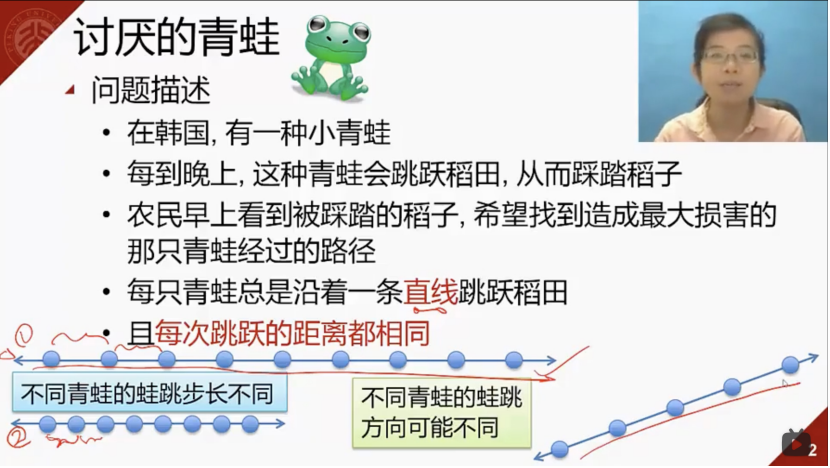 讨厌的青蛙
问题描述
• 在韩国, 有一种小青蛙
• 每到晚上, 这种青蛙会跳跃稻田, 从而踩踏稻子
• 农民早上看到被踩踏的稻子, 希望找到造成最大损害的
那只青蛙经过的路径
• 每只青蛙总是沿着一条直线跳跃稻田
• 且每次跳跃的距离都相同
①
不同青蛙的蛙跳步长不同
不同青蛙的蛙跳
方向可能不同
②
2